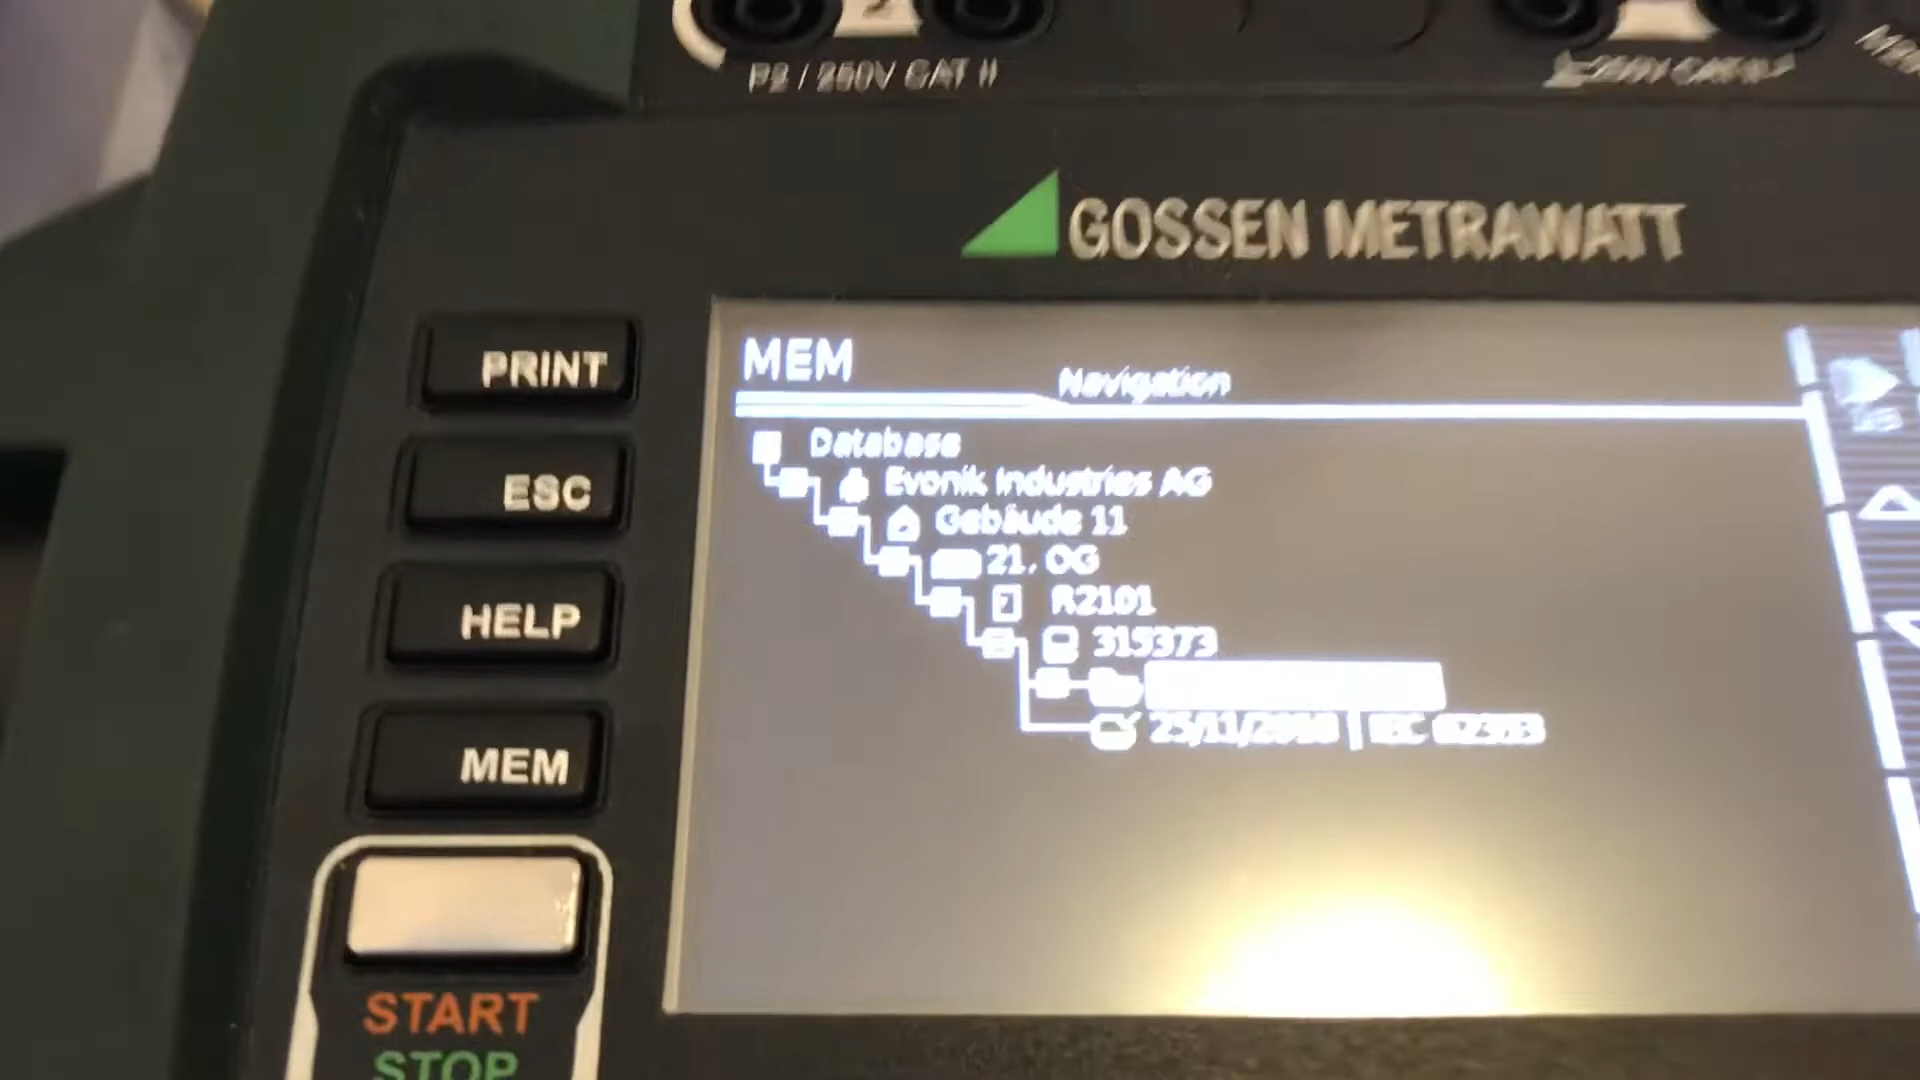 P2 / 250V CAT II
GOSSEN METRAWATT
PRINT
ESC
HELP
MEM
START
STOP
MEM
Navigation
Database
Evonik Industries AG
Gebäude 11
21. OG
R2101
315373
25/11/ | IEC